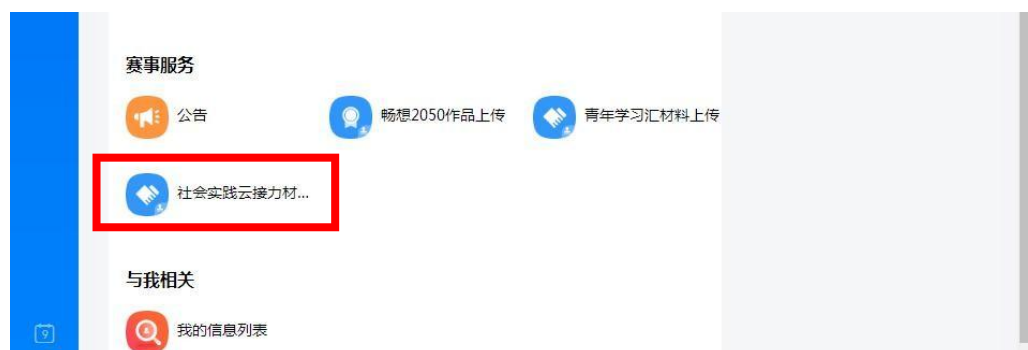 赛事服务
公告
畅想2050作品上传
青年学习汇材料上传
社会实践云接力材...
与我相关
我的信息列表
9